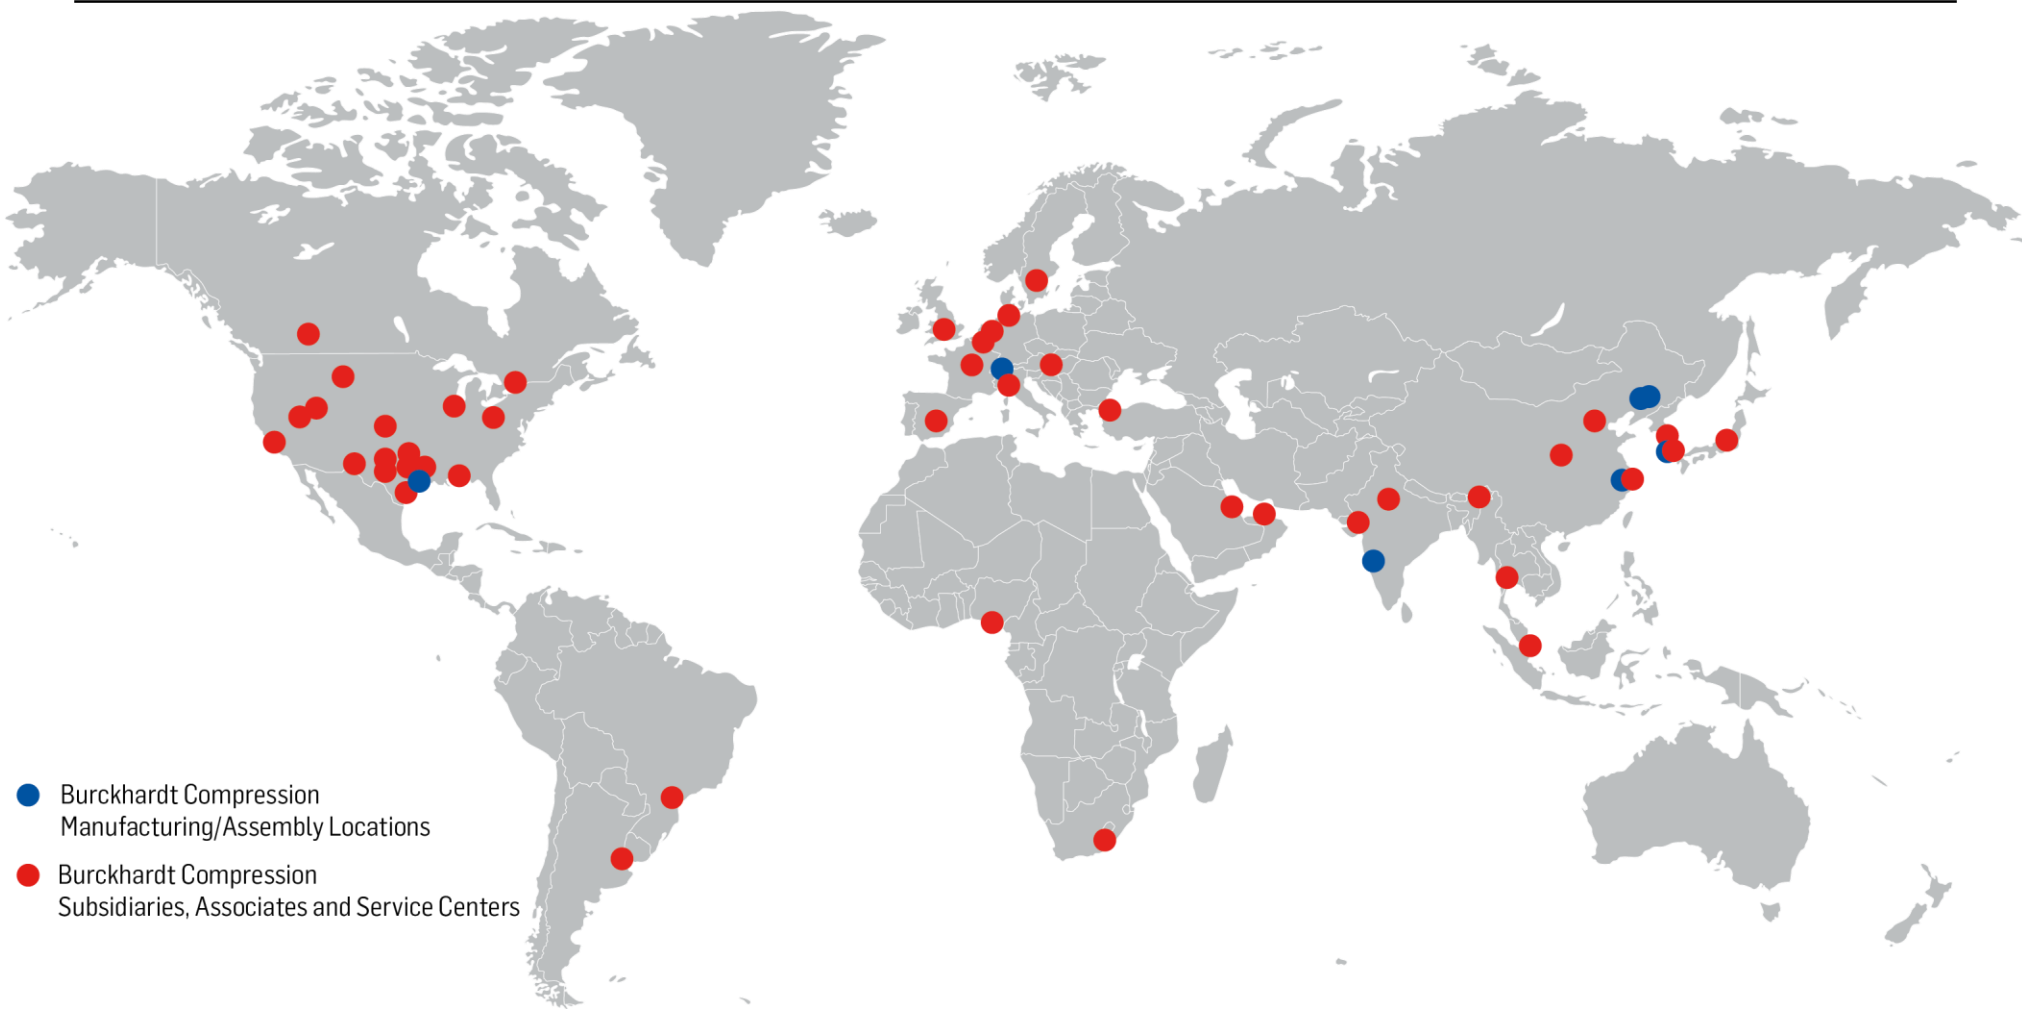 Burckhardt Compression
Manufacturing/Assembly Locations
Burckhardt Compression
Subsidiaries, Associates and Service Centers